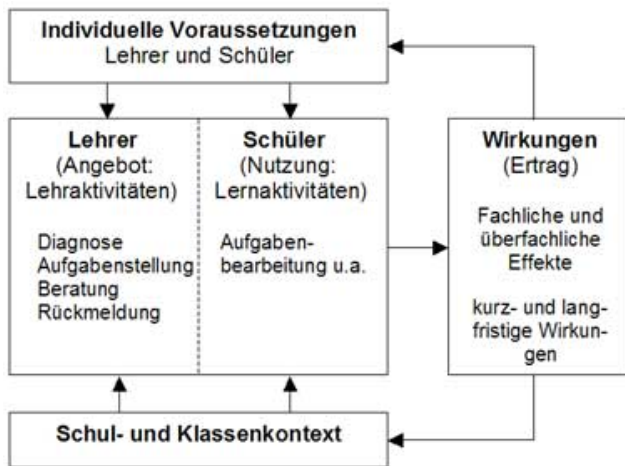 Individuelle Voraussetzungen
Lehrer und Schüler
Lehrer
(Angebot:
Lehraktivitäten)
Diagnose
Aufgabenstellung
Beratung
Rückmeldung
Schüler
(Nutzung:
Lernaktivitäten)
Aufgaben-
bearbeitung u.a.
Wirkungen
(Ertrag)
Fachliche und
überfachliche
Effekte
kurz- und lang-
fristige Wirkun-
gen
Schul- und Klassenkontext